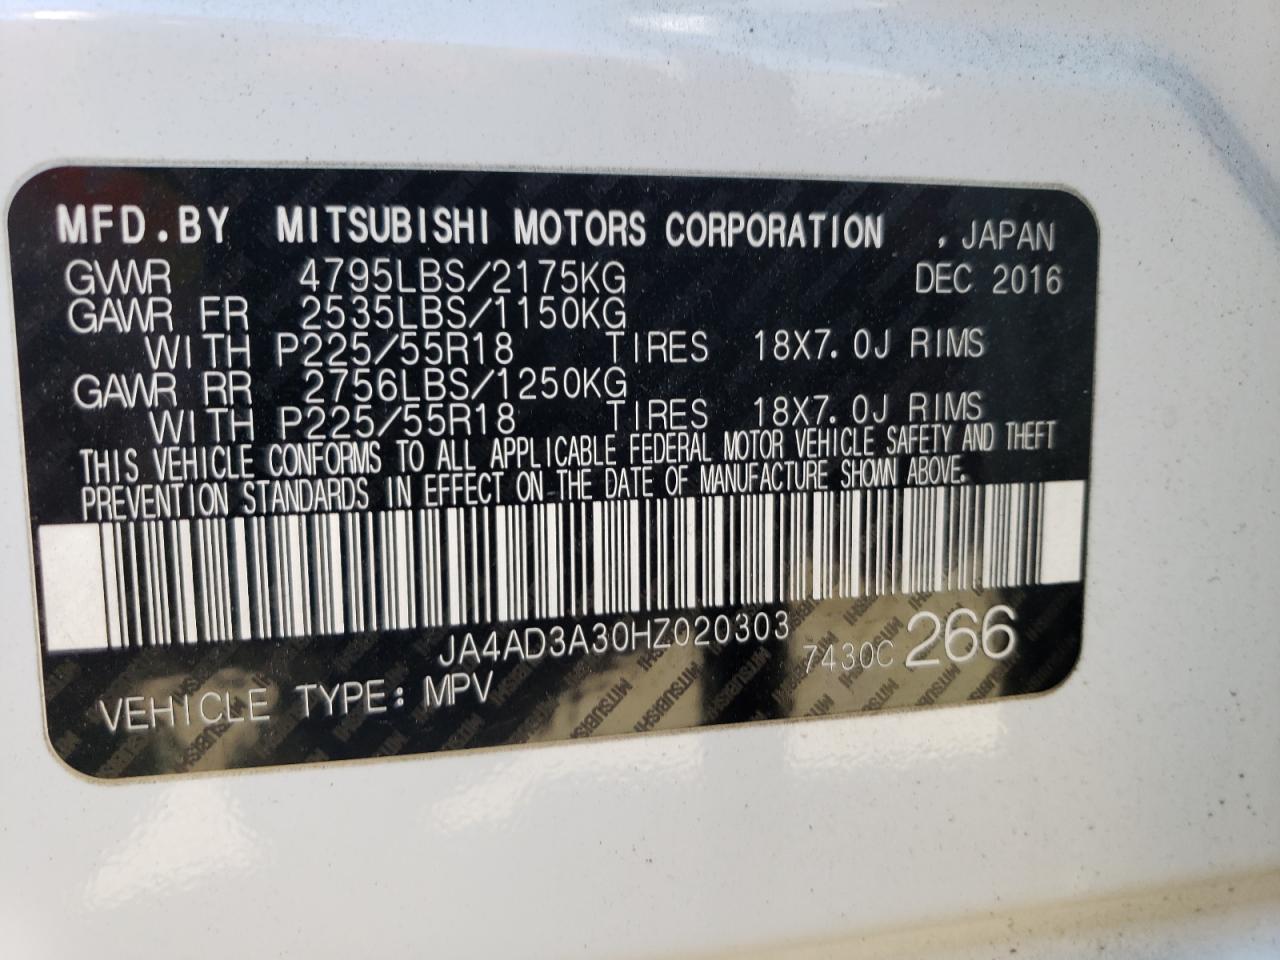 MFD.BY MITSUBISHI MOTORS CORPORATION , JAPAN
GVWR 4795LBS/2175KG DEC 2016
GAWR FR 2535LBS/1150KG
WITH P225/55R18 TIRES 18X7.0J RIMS
GAWR RR 2756LBS/1250KG
WITH P225/55R18 TIRES 18X7.0J RIMS
THIS VEHICLE CONFORMS TO ALL APPLICABLE FEDERAL MOTOR VEHICLE SAFETY AND THEFT
PREVENTION STANDARDS IN EFFECT ON THE DATE OF MANUFACTURE SHOWN ABOVE.
JA4AD3A30HZ020303 7430C 266
VEHICLE TYPE: MPV